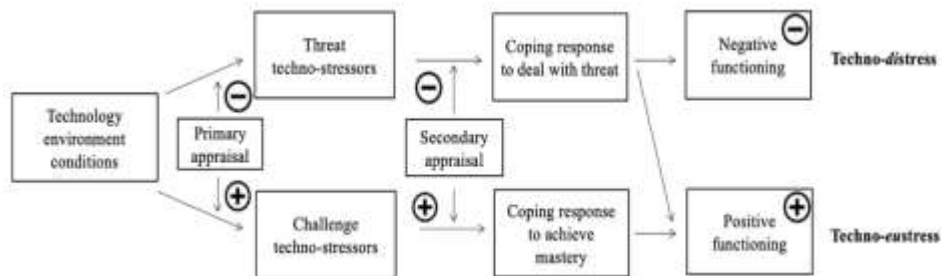 Threat
techno-stressors
Coping response
to deal with threat
Negative
functioning
−
Techno-distress
Technology
environment
conditions
−
Primary
appraisal
+
−
Secondary
appraisal
+
Challenge
techno-stressors
Coping response
to achieve
mastery
Positive
functioning
+
Techno-eustress